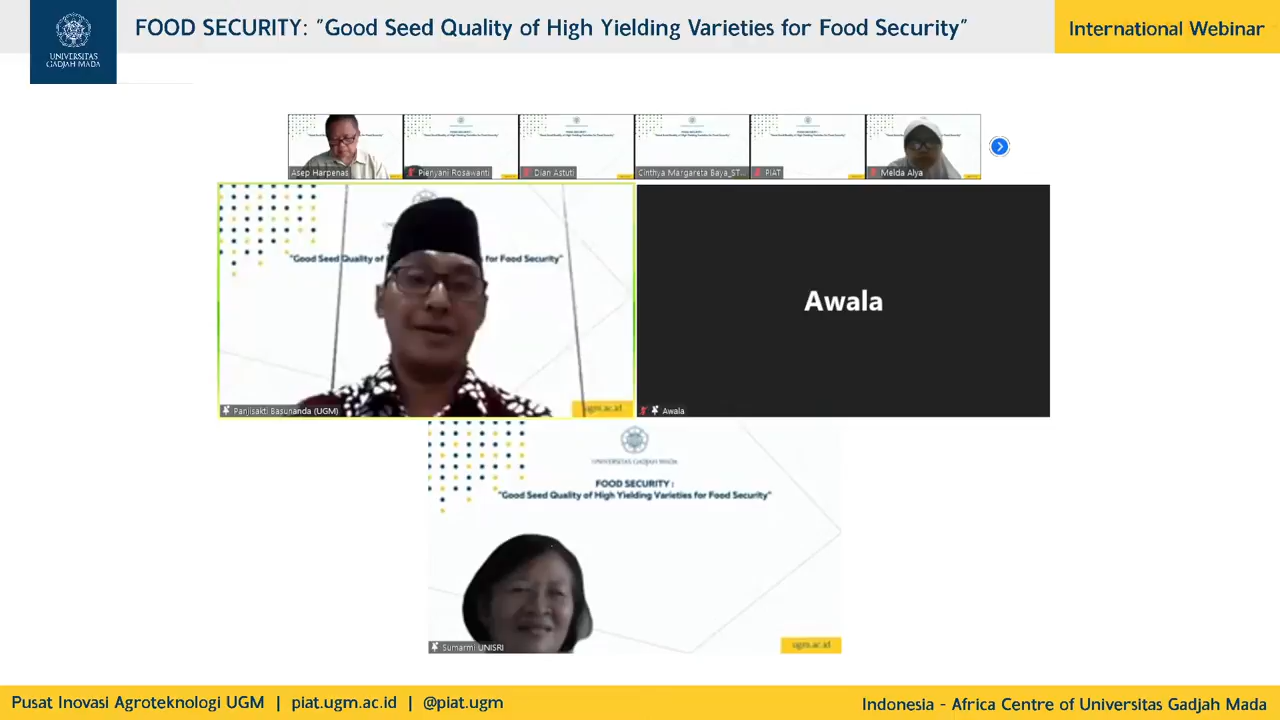 UNIVERSITAS
GADJAH MADA
FOOD SECURITY: "Good Seed Quality of High Yielding Varieties for Food Security"
International Webinar
Asep Harpenas
Pienyani Rosawanti
Dian Astuti
Cinthya Margareta Baya_ST...
PIAT
Melda Alya
"Good Seed Quality of
for Food Security"
ugm.ac.id
Panjisakti Basunanda (UGM)
Awala
Awala
UNIVERSITAS GADJAH MADA
FOOD SECURITY :
"Good Seed Quality of High Yielding Varieties for Food Security"
ugm.ac.id
Sumarmi UNISRI
Pusat Inovasi Agroteknologi UGM | piat.ugm.ac.id | @piat.ugm
Indonesia - Africa Centre of Universitas Gadjah Mada